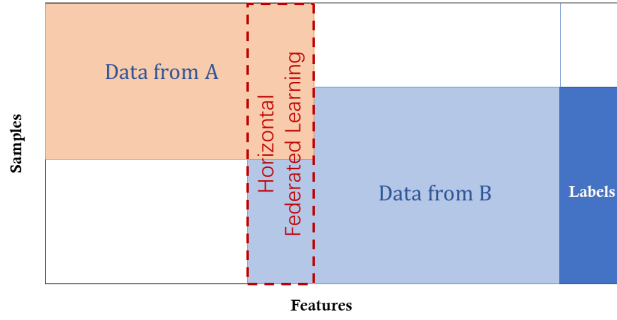 Data from A
Horizontal
Federated Learning
Samples
Data from B
Labels
Features